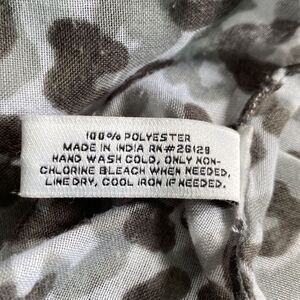 100% POLYESTER
MADE IN INDIA RN#26128
HAND WASH COLD, ONLY NON-
CHLORINE BLEACH WHEN NEEDED,
LINE DRY, COOL IRON IF NEEDED.